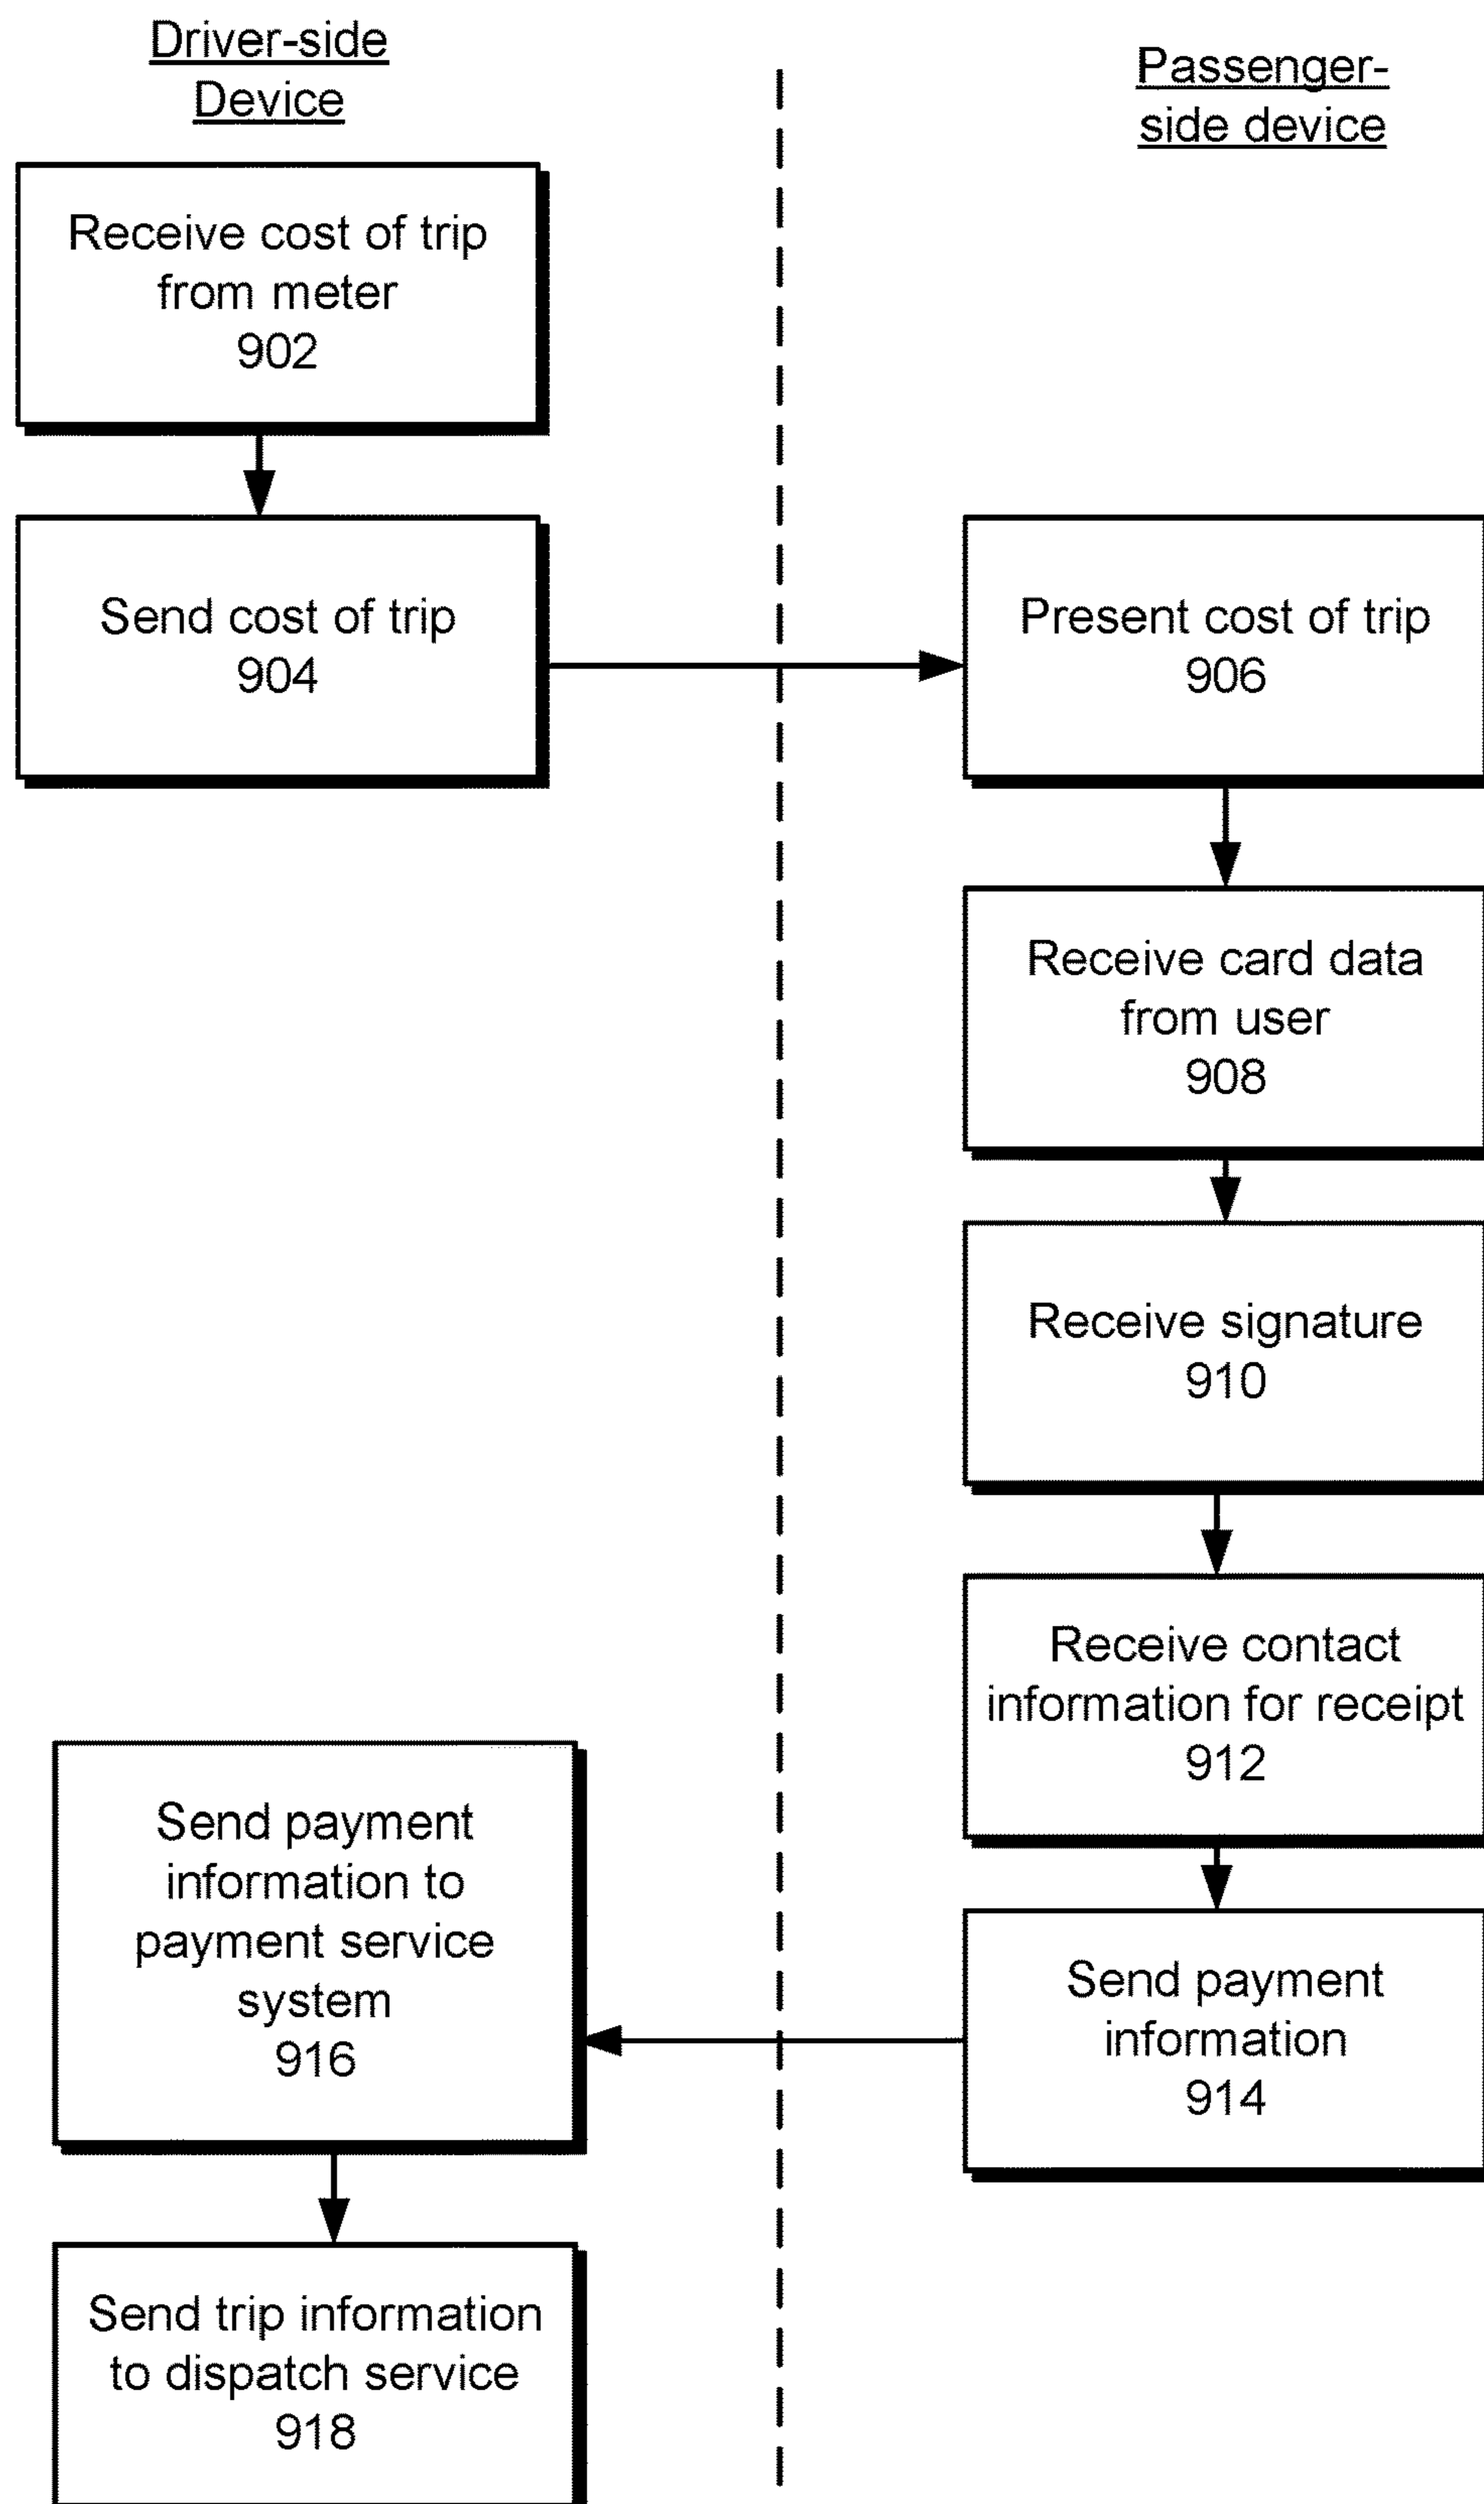 Driver-side
Device
Passenger-
side device
Receive cost of trip
from meter
902
Send cost of trip
904
Present cost of trip
906
Receive card data
from user
908
Receive signature
910
Receive contact
information for receipt
912
Send payment
information
914
Send payment
information to
payment service
system
916
Send trip information
to dispatch service
918